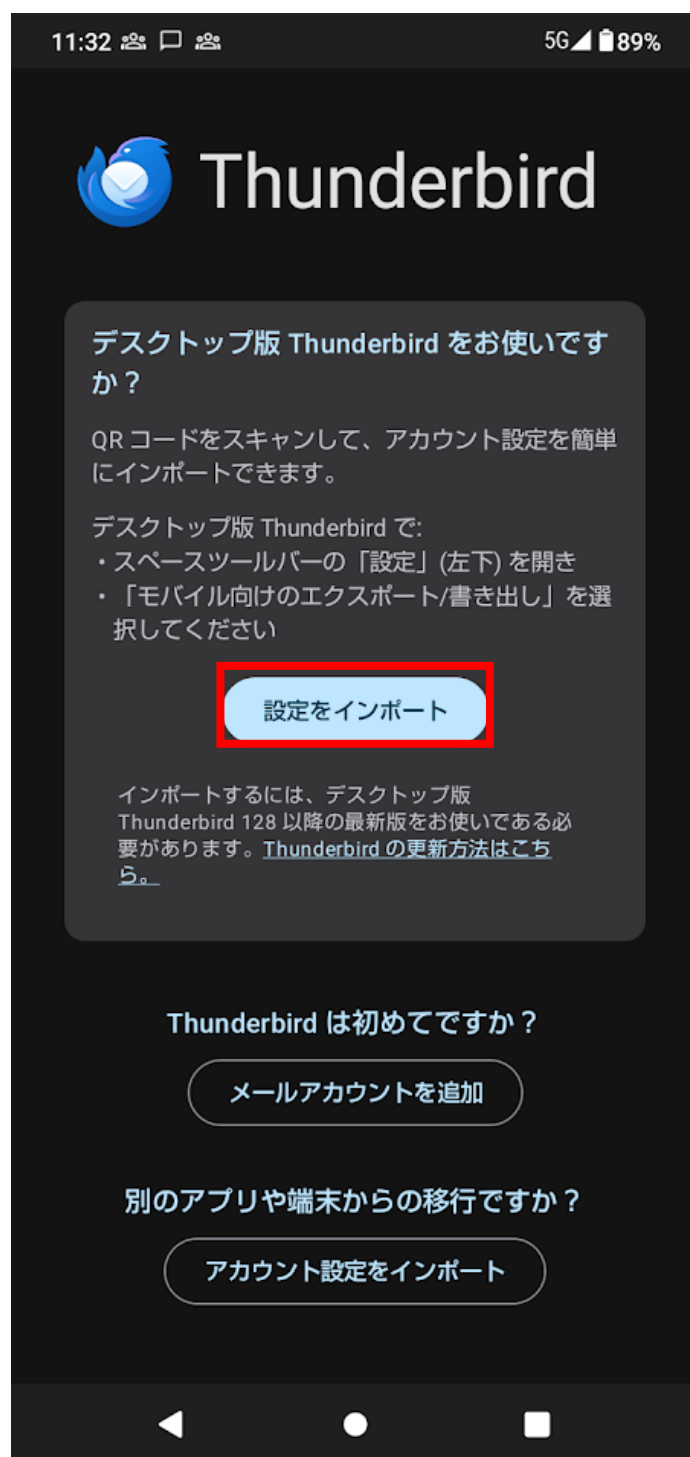 11:32 5G 89%
Thunderbird
デスクトップ版 Thunderbird をお使いです
か？
QR コードをスキャンして、アカウント設定を簡単
にインポートできます。
デスクトップ版 Thunderbird で:
・スペースツールバーの「設定」(左下) を開き
・「モバイル向けのエクスポート/書き出し」を選
択してください
設定をインポート
インポートするには、デスクトップ版
Thunderbird 128 以降の最新版をお使いである必
要があります。Thunderbird の更新方法はこち
ら。
Thunderbird は初めてですか？
メールアカウントを追加
別のアプリや端末からの移行ですか？
アカウント設定をインポート